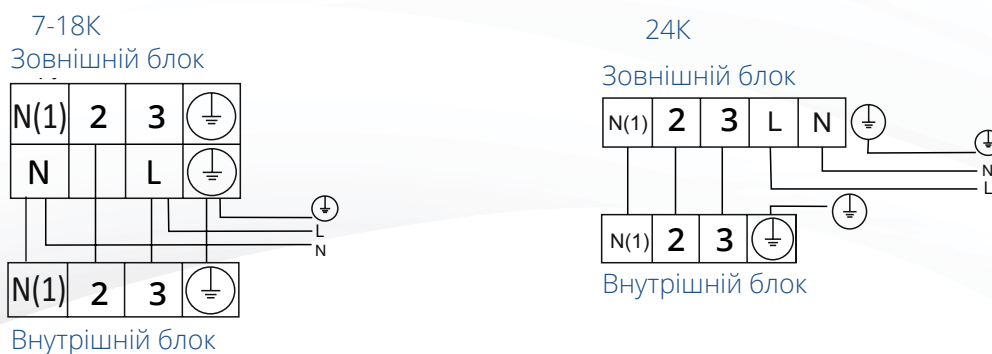 7-18K
Зовнішній блок
N(1) 2 3
N L
L
N
N(1) 2 3
Внутрішній блок
24K
Зовнішній блок
N(1) 2 3 L N
N
L
N(1) 2 3
Внутрішній блок